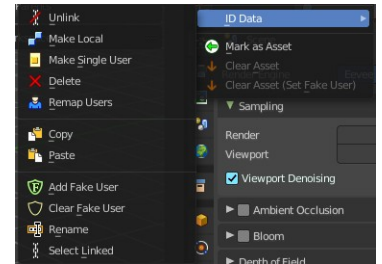 Unlink
Make Local
Make Single User
Delete
Remap Users
Copy
Paste
Add Fake User
Clear Fake User
Rename
Select Linked
ID Data
Mark as Asset
Clear Asset
Clear Asset (Set Fake User)
Sampling
Render
Viewport
Viewport Denoising
Ambient Occlusion
Bloom
Depth of Field